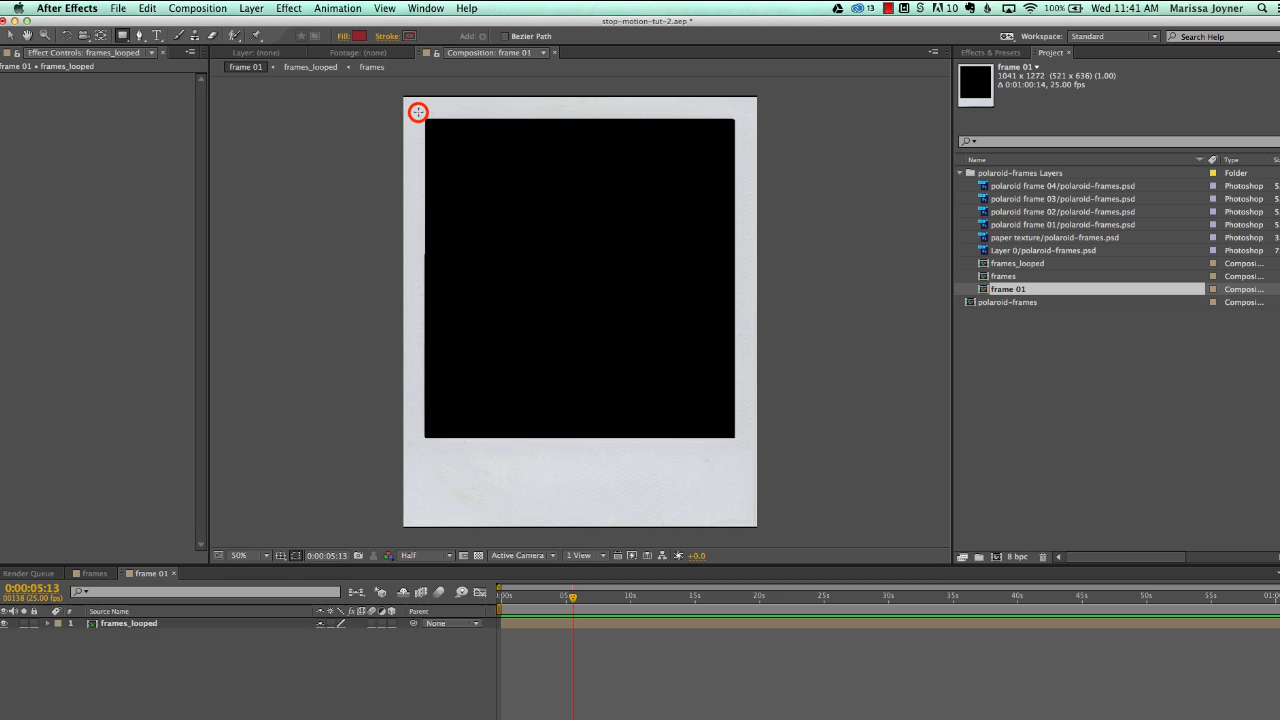 After Effects File Edit Composition Layer Effect Animation View Window Help 13 10 100% Wed 11:41 AM Marissa Joyner
stop-motion-tut-2.aep *
Fill: Stroke: Add: Bezier Path Workspace: Standard Search Help
Effect Controls: frames_looped Layer: (none) Footage: (none) Composition: frame 01 Effects & Presets Project
frame 01 • frames_looped frame 01 frames_looped frames
frame 01
1041 x 1272 (521 x 636) (1.00)
Δ 0:01:00:14, 25.00 fps
Name Type
polaroid-frames Layers Folder
polaroid frame 04/polaroid-frames.psd Photoshop
polaroid frame 03/polaroid-frames.psd Photoshop
polaroid frame 02/polaroid-frames.psd Photoshop
polaroid frame 01/polaroid-frames.psd Photoshop
paper texture/polaroid-frames.psd Photoshop
Layer 0/polaroid-frames.psd Photoshop
frames_looped Composi...
frames Composi...
frame 01 Composi...
polaroid-frames Composi...
50% 0:00:05:13 Half Active Camera 1 View +0.0 8 bpc
Render Queue frames frame 01
0:00:05:13
00138 (25.00 fps)
:00s 05s 10s 15s 20s 25s 30s 35s 40s 45s 50s 55s 01:00
# Source Name fx Parent
1 frames_looped None